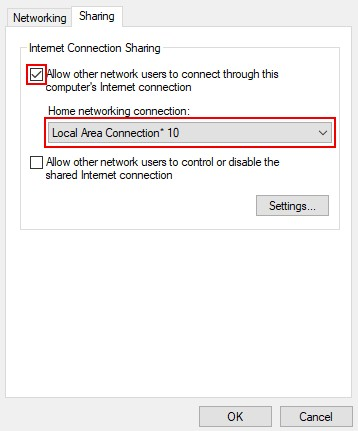 Networking Sharing
Internet Connection Sharing
Allow other network users to connect through this
computer's Internet connection
Home networking connection:
Local Area Connection* 10
Allow other network users to control or disable the
shared Internet connection
Settings...
OK Cancel